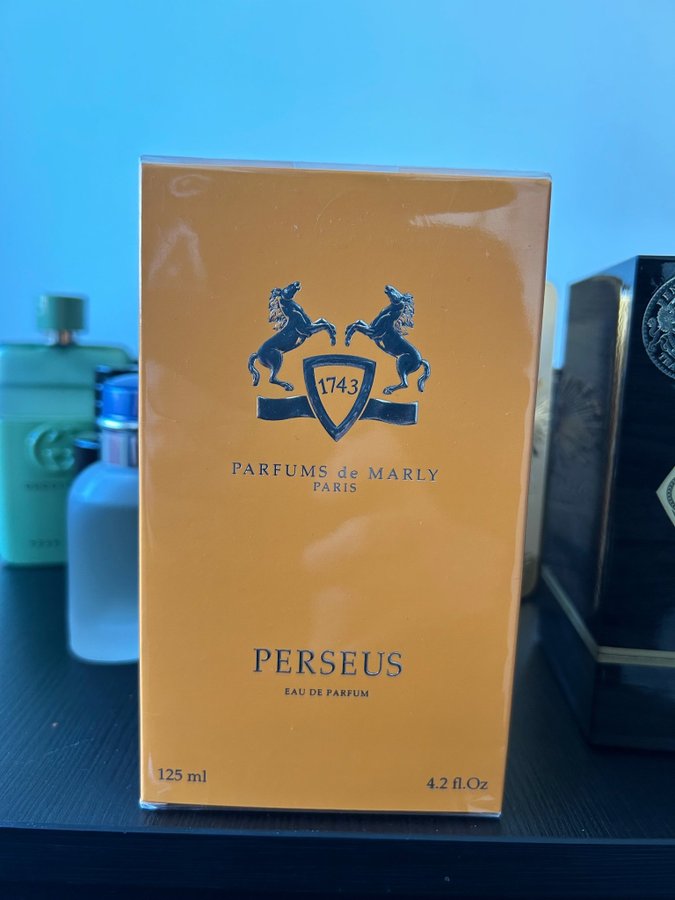 1743
PARFUMS de MARLY
PARIS
PERSEUS
EAU DE PARFUM
125 ml
4.2 fl.Oz